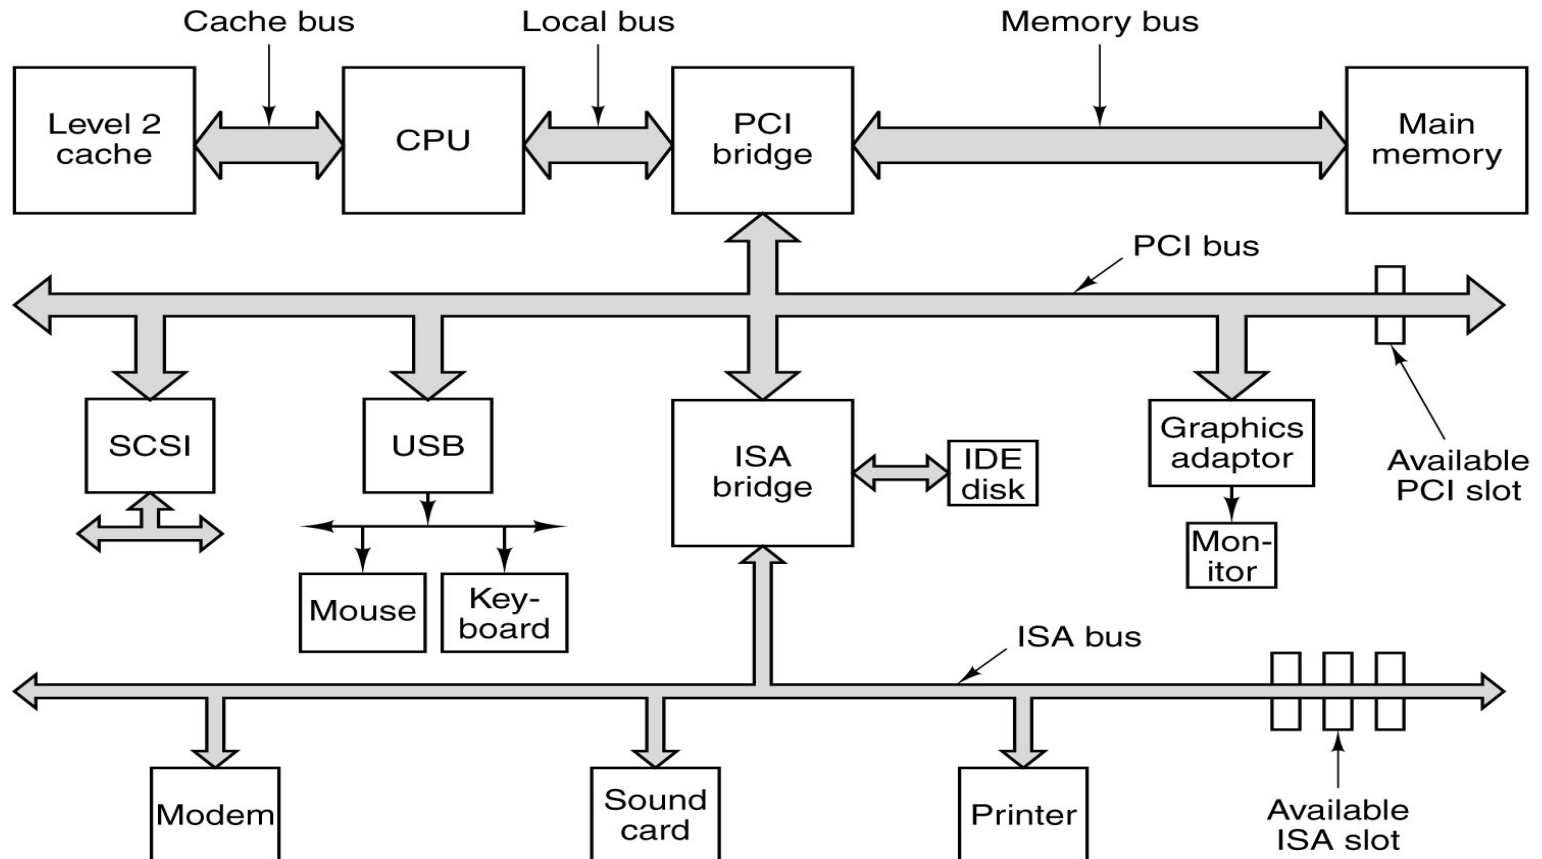 Cache bus
Local bus
Memory bus
Level 2
cache
CPU
PCI
bridge
Main
memory
PCI bus
SCSI
USB
ISA
bridge
IDE
disk
Graphics
adaptor
Available
PCI slot
Mon-
itor
Mouse
Key-
board
ISA bus
Modem
Sound
card
Printer
Available
ISA slot